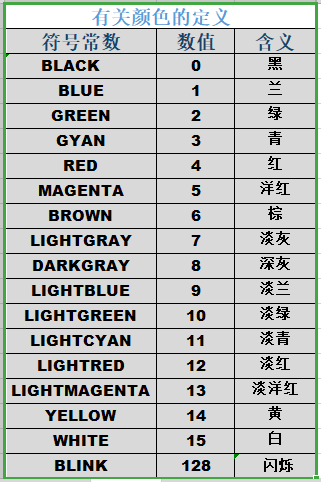 有关颜色的定义
符号常数 数值 含义
BLACK 0 黑
BLUE 1 兰
GREEN 2 绿
GYAN 3 青
RED 4 红
MAGENTA 5 洋红
BROWN 6 棕
LIGHTGRAY 7 淡灰
DARKGRAY 8 深灰
LIGHTBLUE 9 淡兰
LIGHTGREEN 10 淡绿
LIGHTCYAN 11 淡青
LIGHTRED 12 淡红
LIGHTMAGENTA 13 淡洋红
YELLOW 14 黄
WHITE 15 白
BLINK 128 闪烁